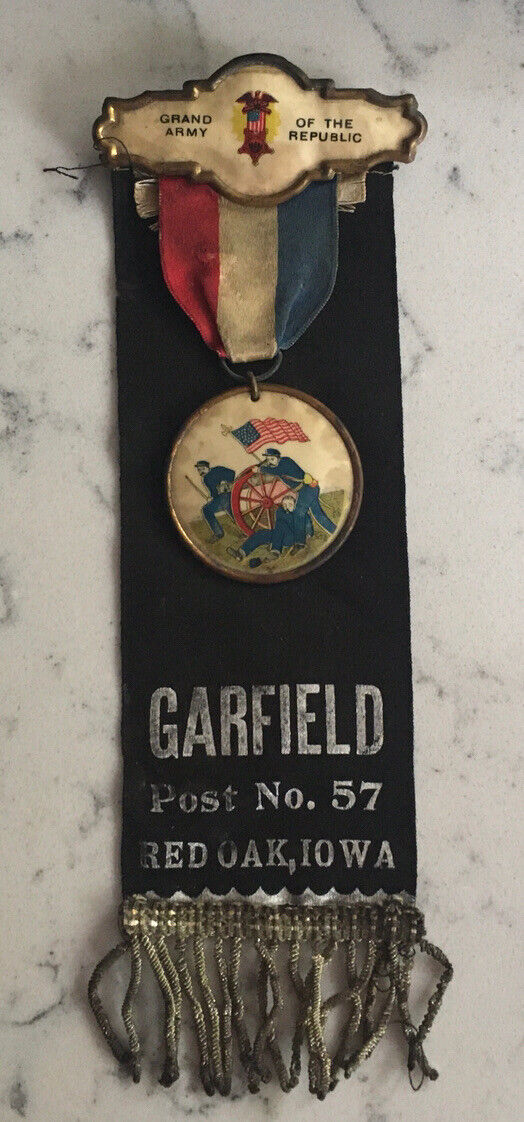 GRAND ARMY
OF THE REPUBLIC
GARFIELD
Post No. 57
RED OAK, IOWA